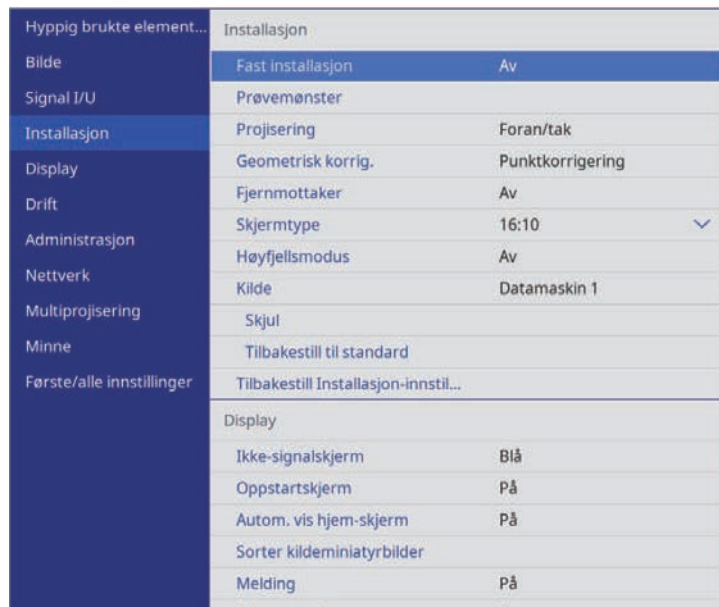 Hyppig brukte element...
Bilde
Signal I/U
Installasjon
Display
Drift
Administrasjon
Nettverk
Multiprojisering
Minne
Første/alle innstillinger
Installasjon
Fast installasjon Av
Prøvemønster
Projisering Foran/tak
Geometrisk korrig. Punktkorrigering
Fjernmottaker Av
Skjermtype 16:10
Høyfjellsmodus Av
Kilde Datamaskin 1
Skjul
Tilbakestill til standard
Tilbakestill Installasjon-innstil...
Display
Ikke-signalskjerm Blå
Oppstartskjerm På
Autom. vis hjem-skjerm På
Sorter kildeminiatyrbilder
Melding På